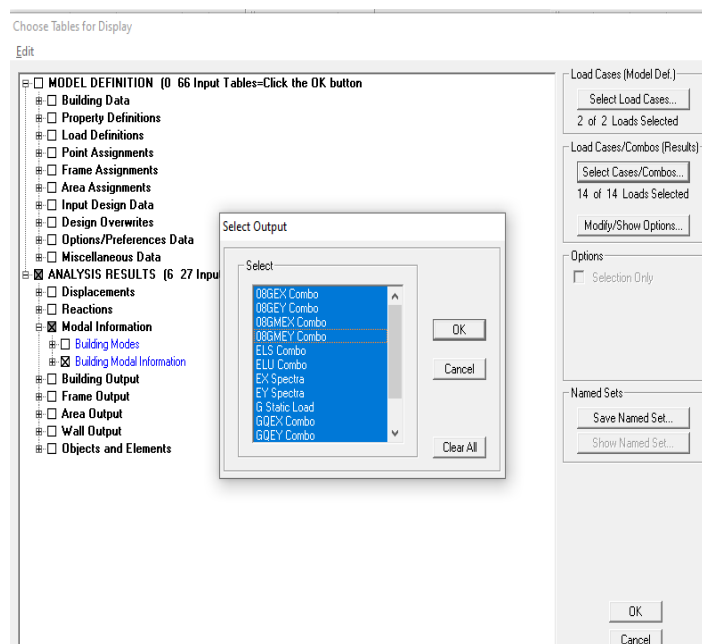 Choose Tables for Display
Edit
MODEL DEFINITION (0 66 Input Tables=Click the OK button
Building Data
Property Definitions
Load Definitions
Point Assignments
Frame Assignments
Area Assignments
Input Design Data
Design Overwrites
Options/Preferences Data
Miscellaneous Data
ANALYSIS RESULTS (6 27 Inpu
Displacements
Reactions
Modal Information
Building Modes
Building Modal Information
Building Output
Frame Output
Area Output
Wall Output
Objects and Elements
Select Output
Select
08GEX Combo
08GEY Combo
08GMEX Combo
08GMEY Combo
ELS Combo
ELU Combo
EX Spectra
EY Spectra
G Static Load
GQEX Combo
GQEY Combo
OK
Cancel
Clear All
Load Cases (Model Def.)
Select Load Cases...
2 of 2 Loads Selected
Load Cases/Combos (Results)
Select Cases/Combos...
14 of 14 Loads Selected
Modify/Show Options...
Options
Selection Only
Named Sets
Save Named Set...
Show Named Set...
OK
Cancel